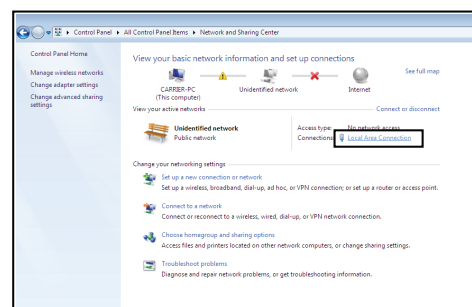 Control Panel
All Control Panel Items
Network and Sharing Center
Control Panel Home
Manage wireless networks
Change adapter settings
Change advanced sharing
settings
View your basic network information and set up connections
See full map
CARRIER-PC
(This computer)
Unidentified network
Internet
View your active networks
Connect or disconnect
Unidentified network
Public network
Access type: No network access
Connections: Local Area Connection
Change your networking settings
Set up a new connection or network
Set up a wireless, broadband, dial-up, ad hoc, or VPN connection; or set up a router or access point.
Connect to a network
Connect or reconnect to a wireless, wired, dial-up, or VPN network connection.
Choose homegroup and sharing options
Access files and printers located on other network computers, or change sharing settings.
Troubleshoot problems
Diagnose and repair network problems, or get troubleshooting information.